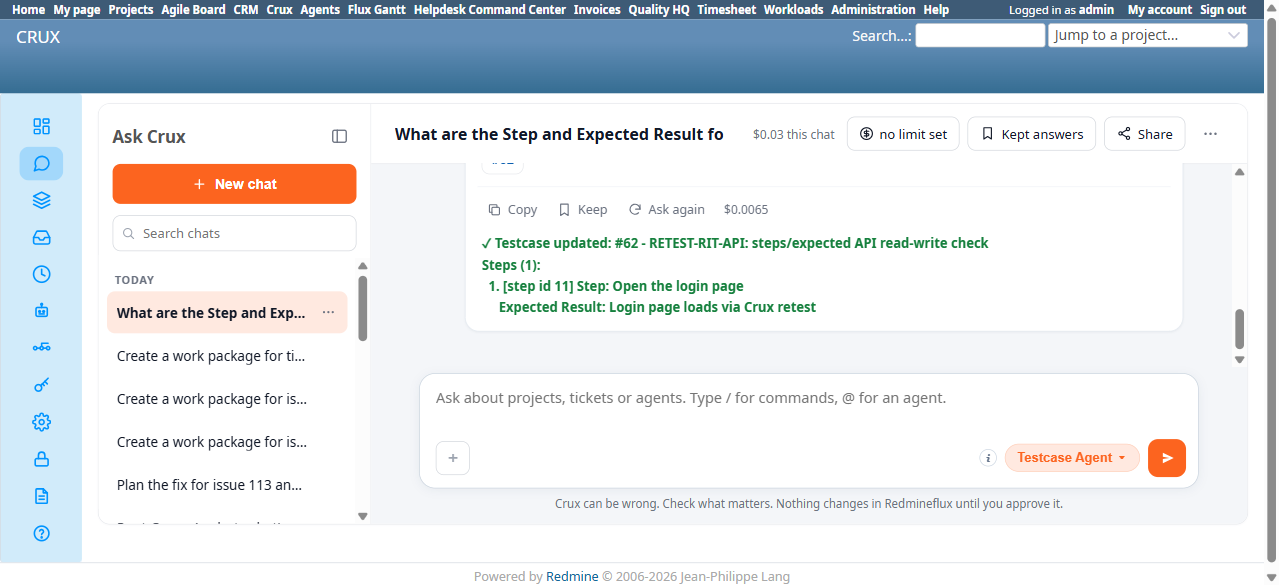 Home My page Projects Agile Board CRM Crux Agents Flux Gantt Helpdesk Command Center Invoices Quality HQ Timesheet Workloads Administration Help Logged in as admin My account Sign out
CRUX
Search...:
Jump to a project...
Ask Crux
+ New chat
Search chats
TODAY
What are the Step and Exp... ...
Create a work package for ti...
Create a work package for is...
Create a work package for is...
Plan the fix for issue 113 an...
What are the Step and Expected Result fo
$0.03 this chat
no limit set
Kept answers
Share
...
Copy Keep Ask again $0.0065
✓ Testcase updated: #62 - RETEST-RIT-API: steps/expected API read-write check
Steps (1):
1. [step id 11] Step: Open the login page
Expected Result: Login page loads via Crux retest
Ask about projects, tickets or agents. Type / for commands, @ for an agent.
+
i
Testcase Agent
Crux can be wrong. Check what matters. Nothing changes in Redmineflux until you approve it.
Powered by Redmine © 2006-2026 Jean-Philippe Lang